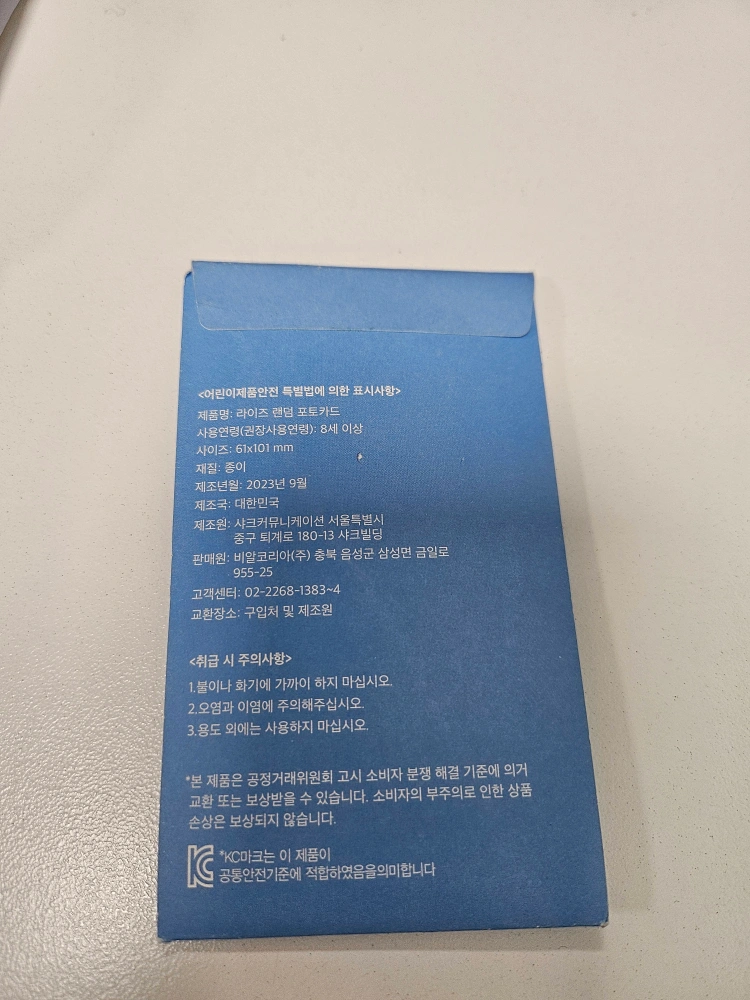 <어린이제품안전 특별법에 의한 표시사항>
제품명: 라이즈 랜덤 포토카드
사용연령(권장사용연령): 8세 이상
사이즈: 61x101 mm
재질: 종이
제조년월: 2023년 9월
제조국: 대한민국
제조원: 샤크커뮤니케이션 서울특별시
중구 퇴계로 180-13 샤크빌딩
판매원: 비알코리아(주) 충북 음성군 삼성면 금일로
955-25
고객센터: 02-2268-1383~4
교환장소: 구입처 및 제조원
<취급 시 주의사항>
1.불이나 화기에 가까이 하지 마십시오.
2.오염과 이염에 주의해주십시오.
3.용도 외에는 사용하지 마십시오.
*본 제품은 공정거래위원회 고시 소비자 분쟁 해결 기준에 의거
교환 또는 보상받을 수 있습니다. 소비자의 부주의로 인한 상품
손상은 보상되지 않습니다.
KC *KC마크는 이 제품이
공통안전기준에 적합하였음을의미합니다